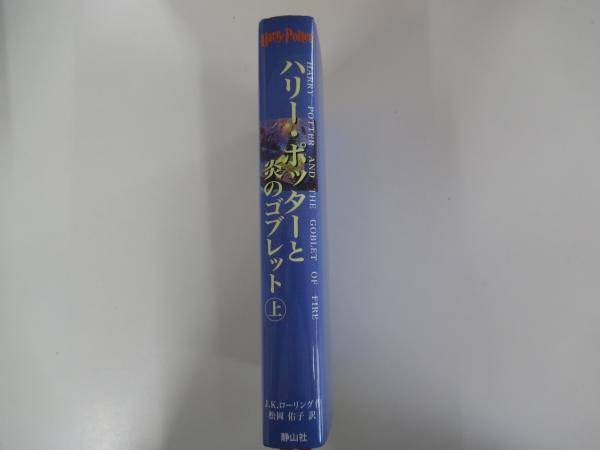 Harry Potter
ハリー・ポッターと
炎のゴブレット 上
HARRY POTTER AND THE GOBLET OF FIRE
J.K.ローリング 作
松岡 佑子 訳
静山社